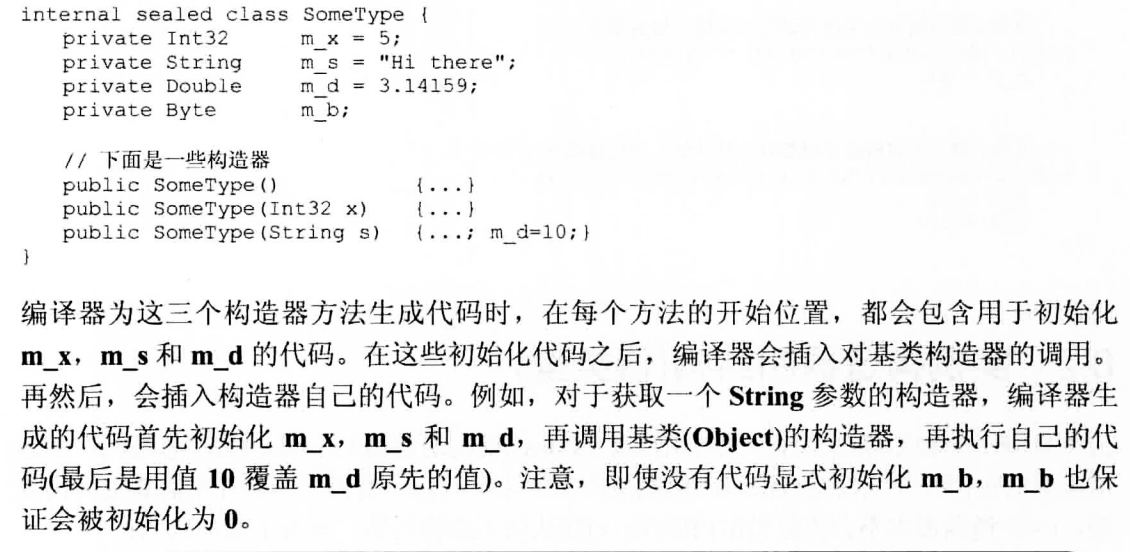 internal sealed class SomeType {
private Int32 m_x = 5;
private String m_s = "Hi there";
private Double m_d = 3.14159;
private Byte m_b;
// 下面是一些构造器
public SomeType() {...}
public SomeType(Int32 x) {...}
public SomeType(String s) {...; m_d=10;}
}
编译器为这三个构造器方法生成代码时，在每个方法的开始位置，都会包含用于初始化
m_x，m_s 和 m_d 的代码。在这些初始化代码之后，编译器会插入对基类构造器的调用。
再然后，会插入构造器自己的代码。例如，对于获取一个 String 参数的构造器，编译器生
成的代码首先初始化 m_x，m_s 和 m_d，再调用基类(Object)的构造器，再执行自己的代
码(最后是用值 10 覆盖 m_d 原先的值)。注意，即使没有代码显式初始化 m_b，m_b 也保
证会被初始化为 0。